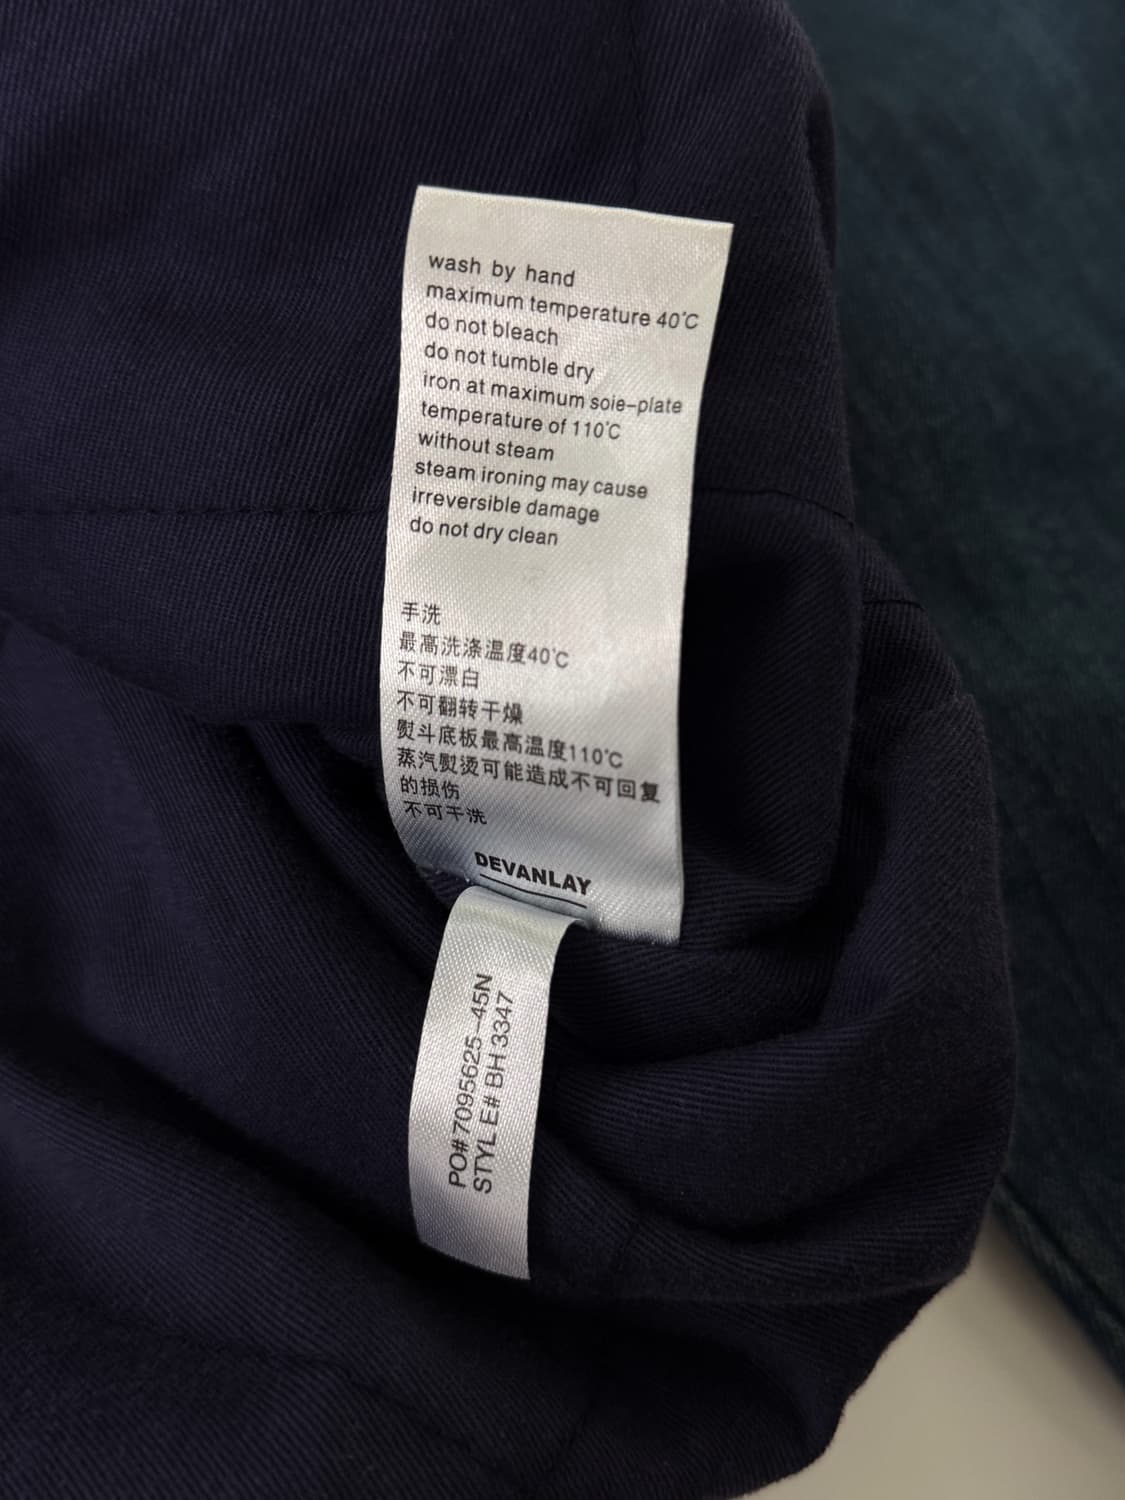 wash by hand
maximum temperature 40℃
do not bleach
do not tumble dry
iron at maximum soie-plate
temperature of 110℃
without steam
steam ironing may cause
irreversible damage
do not dry clean
手洗
最高洗涤温度40℃
不可漂白
不可翻转干燥
熨斗底板最高温度110℃
蒸汽熨烫可能造成不可回复
的损伤
不可干洗
DEVANLAY
PO#7095625-45N
STYLE# BH3347